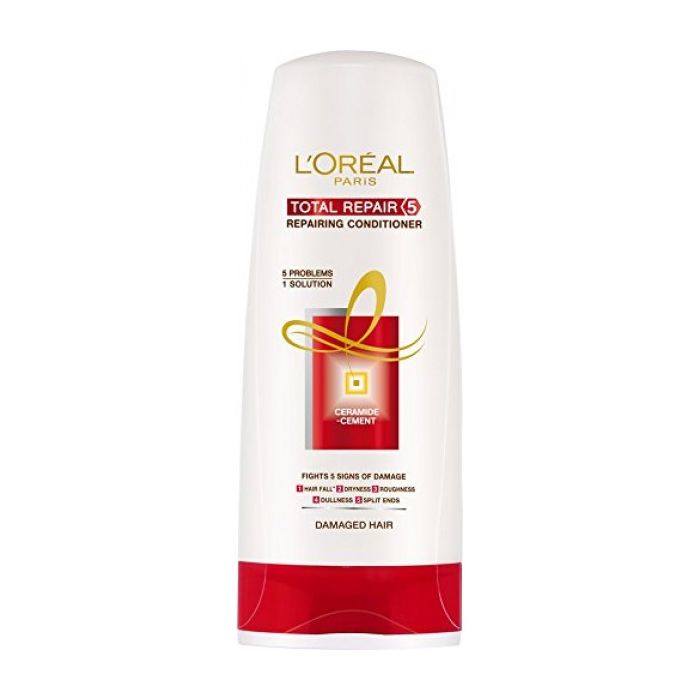 L'ORÉAL
PARIS
TOTAL REPAIR 5
REPAIRING CONDITIONER
5 PROBLEMS
1 SOLUTION
CERAMIDE
-CEMENT
FIGHTS 5 SIGNS OF DAMAGE
1 HAIR FALL* 2 DRYNESS 3 ROUGHNESS
4 DULLNESS 5 SPLIT ENDS
DAMAGED HAIR